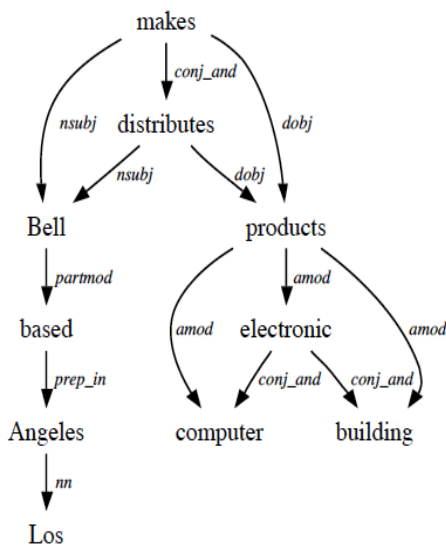 makes
conj_and
nsubj distributes dobj
nsubj dobj
Bell products
partmod amod
based amod electronic amod
prep_in conj_and conj_and
Angeles computer building
nn
Los